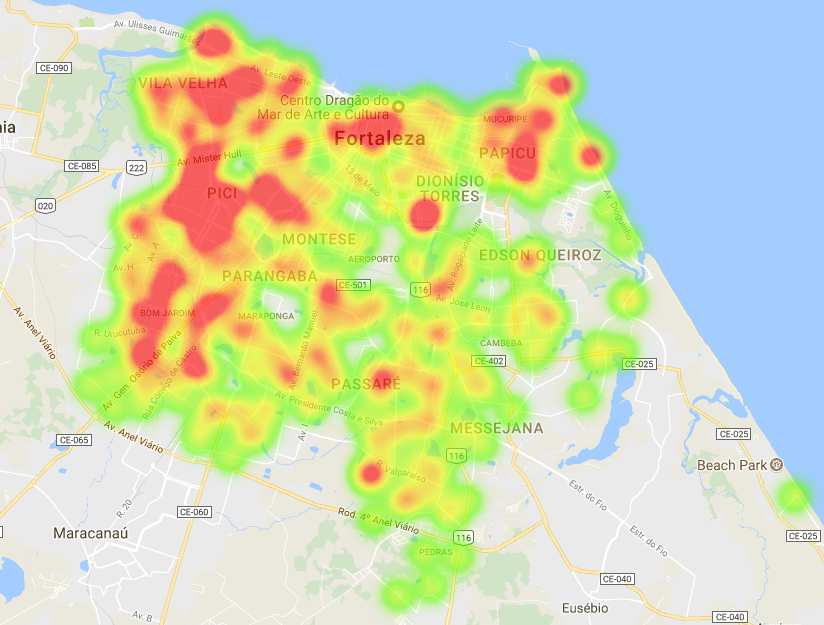 Av. Ulisses Guimarães
CE-090
VILA VELHA
Av. Leste Oeste
Centro Dragão do
Mar de Arte e Cultura
MUCURIPE
aia
Fortaleza
Av. Mister Hull
PAPICU
CE-085
222
13 de Maio
DIONÍSIO
TORRES
PICI
020
Av. Dioguinho
MONTESE
EDSON QUEIROZ
Av. H
Av. A
AEROPORTO
Av. Rogaciano Leite
PARANGABA
CE-501
116
Av. José Leon
BOM JARDIM
MARAPONGA
Av. Anel Viário
R. Urucutuba
CAMBEBA
CE-402
CE-025
Av. Gen. Osório de Paiva
Av. Bernardo Manuel
PASSARÉ
Av. Presidente Costa e Silva
MESSEJANA
Av. Anel Viário
CE-065
CE-025
116
Beach Park
R. Valparaíso
Estr. do Fio
R. 20
CE-060
Rod. 4º Anel Viário
Maracanaú
Estr. do Fio
116
CE-025
PEDRAS
CE-040
Eusébio
Av. B
CE-040